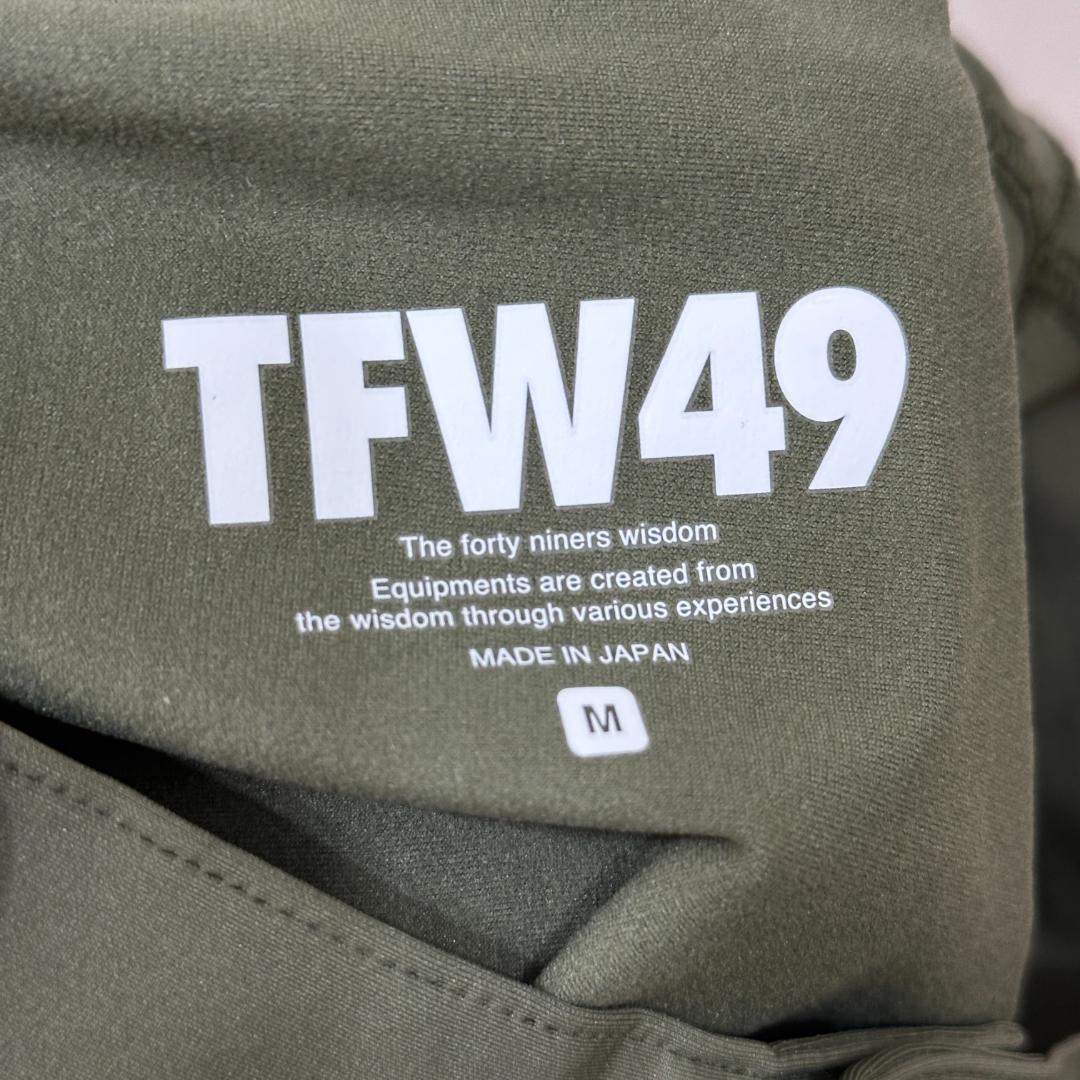 TFW49
The forty niners wisdom
Equipments are created from
the wisdom through various experiences
MADE IN JAPAN
M